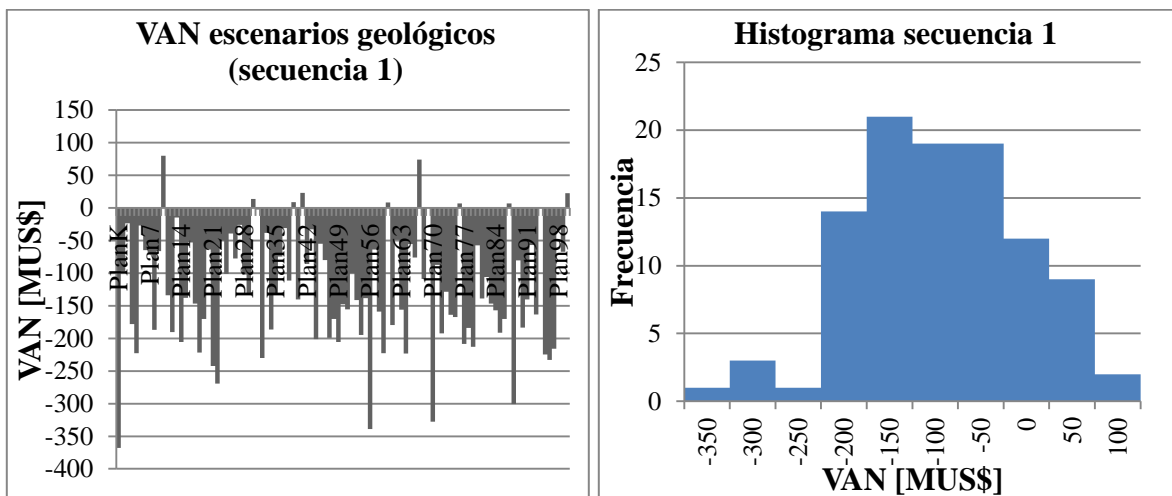 VAN escenarios geológicos
(secuencia 1)
150
100
50
0
-50
-100
-150
-200
-250
-300
-350
-400
VAN [MUS$]
PlanK
Plan7
Plan14
Plan21
Plan28
Plan35
Plan42
Plan49
Plan56
Plan63
Plan70
Plan77
Plan84
Plan91
Plan98
Histograma secuencia 1
25
20
15
10
5
0
Frecuencia
-350
-300
-250
-200
-150
-100
-50
0
50
100
VAN [MUS$]